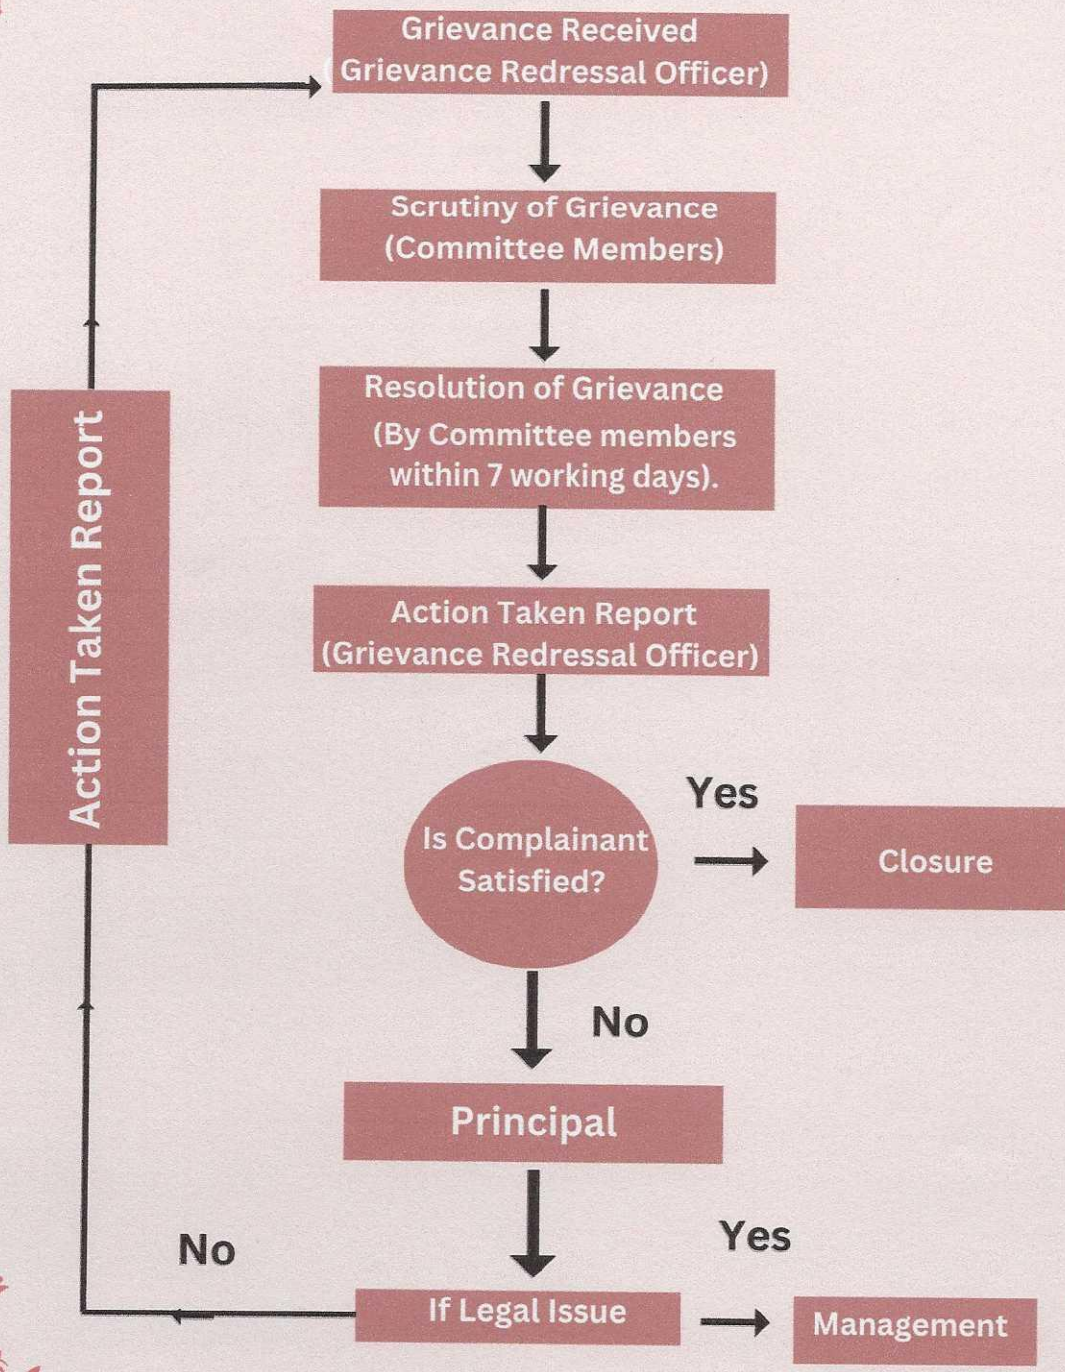 Grievance Received
(Grievance Redressal Officer)
Scrutiny of Grievance
(Committee Members)
Resolution of Grievance
(By Committee members
within 7 working days).
Action Taken Report
Action Taken Report
(Grievance Redressal Officer)
Is Complainant
Satisfied?
Yes
Closure
No
Principal
No
Yes
If Legal Issue
Management